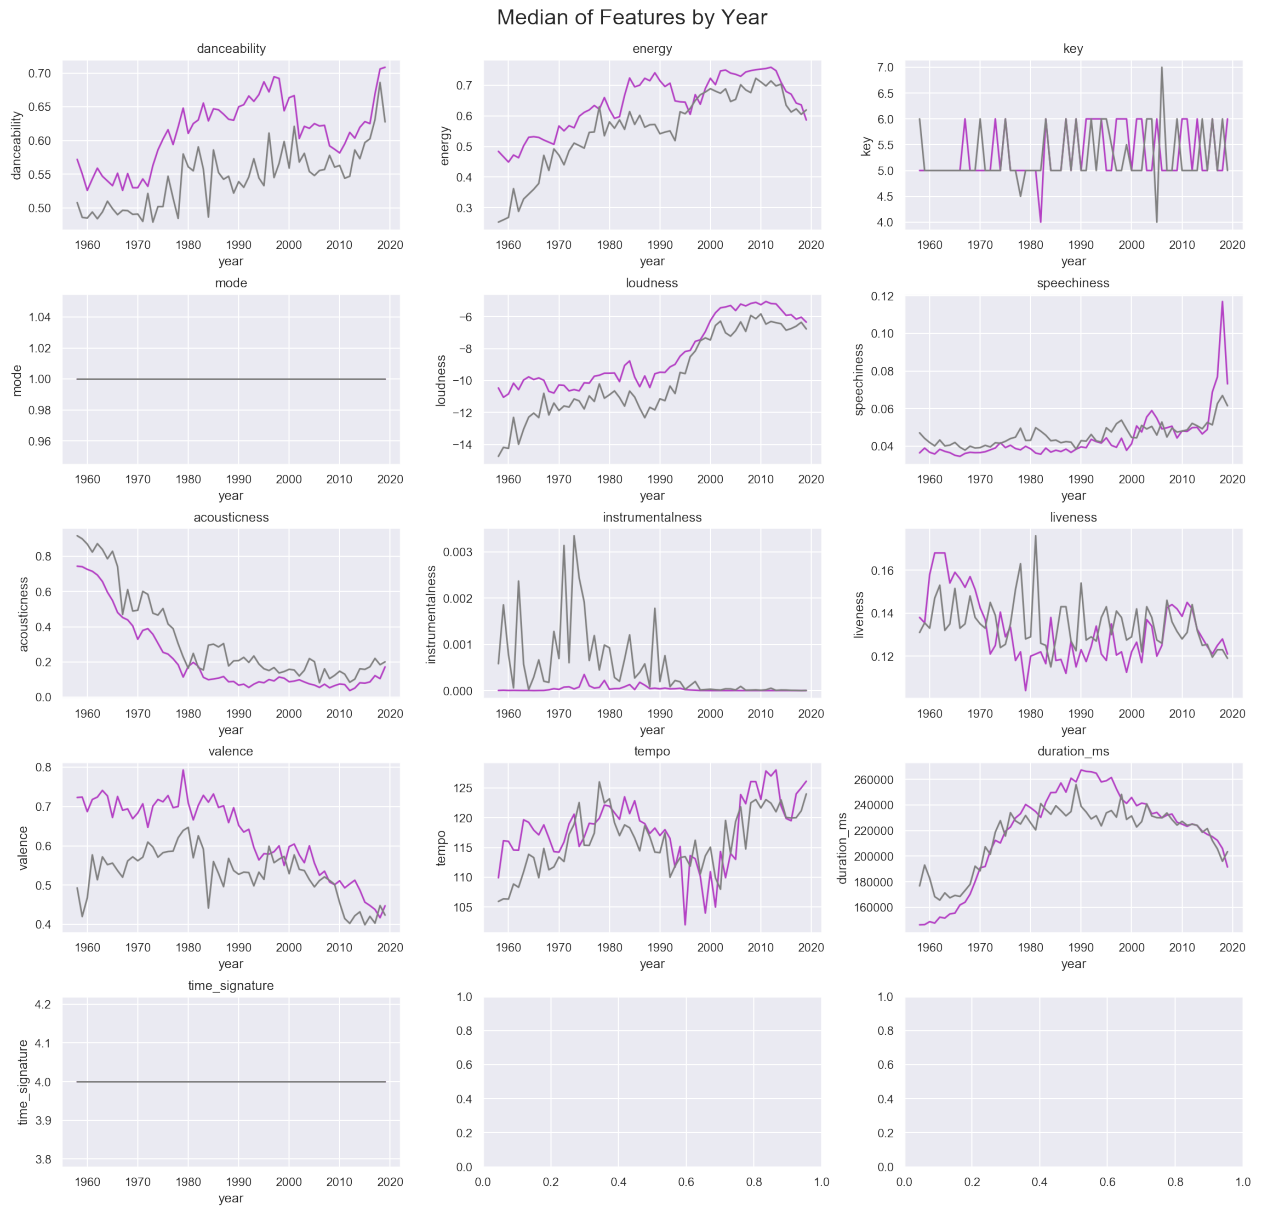 Median of Features by Year
danceability
0.70
0.65
0.60
0.55
0.50
danceability
1960 1970 1980 1990 2000 2010 2020
year
energy
0.7
0.6
0.5
0.4
0.3
energy
1960 1970 1980 1990 2000 2010 2020
year
key
7.0
6.5
6.0
5.5
5.0
4.5
4.0
key
1960 1970 1980 1990 2000 2010 2020
year
mode
1.04
1.02
1.00
0.98
0.96
mode
1960 1970 1980 1990 2000 2010 2020
year
loudness
−6
−8
−10
−12
−14
loudness
1960 1970 1980 1990 2000 2010 2020
year
speechiness
0.12
0.10
0.08
0.06
0.04
speechiness
1960 1970 1980 1990 2000 2010 2020
year
acousticness
0.8
0.6
0.4
0.2
0.0
acousticness
1960 1970 1980 1990 2000 2010 2020
year
instrumentalness
0.003
0.002
0.001
0.000
instrumentalness
1960 1970 1980 1990 2000 2010 2020
year
liveness
0.16
0.14
0.12
liveness
1960 1970 1980 1990 2000 2010 2020
year
valence
0.8
0.7
0.6
0.5
0.4
valence
1960 1970 1980 1990 2000 2010 2020
year
tempo
125
120
115
110
105
tempo
1960 1970 1980 1990 2000 2010 2020
year
duration_ms
260000
240000
220000
200000
180000
160000
duration_ms
1960 1970 1980 1990 2000 2010 2020
year
time_signature
4.2
4.1
4.0
3.9
3.8
time_signature
1960 1970 1980 1990 2000 2010 2020
year
1.0
0.8
0.6
0.4
0.2
0.0
0.0 0.2 0.4 0.6 0.8 1.0
1.0
0.8
0.6
0.4
0.2
0.0
0.0 0.2 0.4 0.6 0.8 1.0